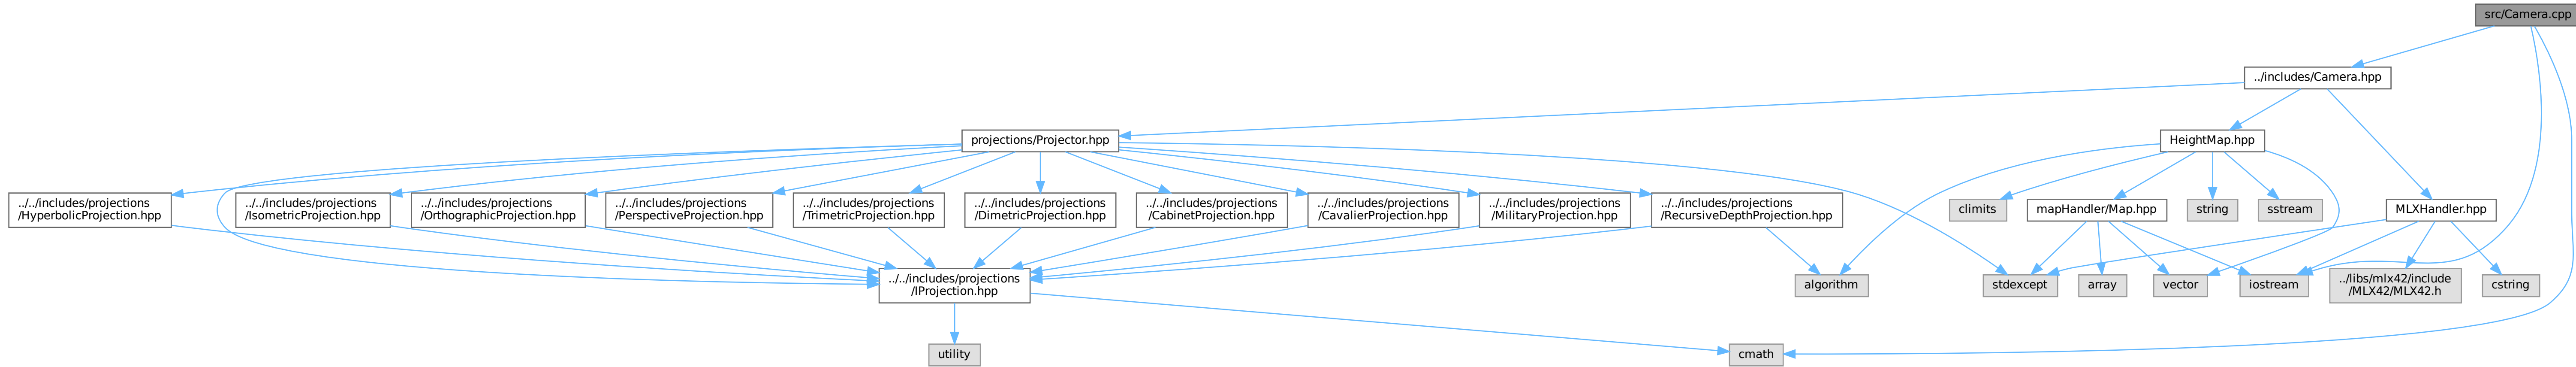 src/Camera.cpp
../includes/Camera.hpp
projections/Projector.hpp
HeightMap.hpp
../../includes/projections
/HyperbolicProjection.hpp
../../includes/projections
/IsometricProjection.hpp
../../includes/projections
/OrthographicProjection.hpp
../../includes/projections
/PerspectiveProjection.hpp
../../includes/projections
/TrimetricProjection.hpp
../../includes/projections
/DimetricProjection.hpp
../../includes/projections
/CabinetProjection.hpp
../../includes/projections
/CavalierProjection.hpp
../../includes/projections
/MilitaryProjection.hpp
../../includes/projections
/RecursiveDepthProjection.hpp
climits
mapHandler/Map.hpp
string
sstream
MLXHandler.hpp
../../includes/projections
/IProjection.hpp
algorithm
stdexcept
array
vector
iostream
../libs/mlx42/include
/MLX42/MLX42.h
cstring
utility
cmath